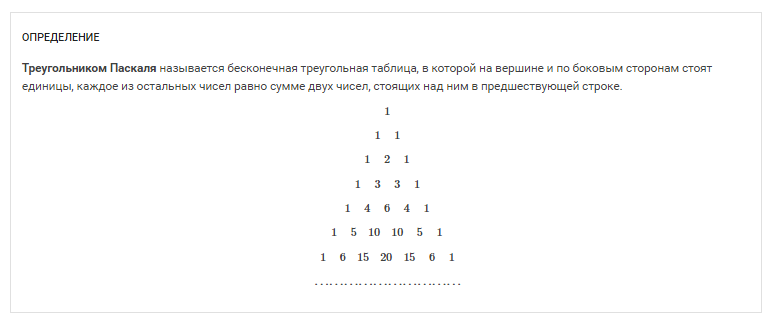 ОПРЕДЕЛЕНИЕ
Треугольником Паскаля называется бесконечная треугольная таблица, в которой на вершине и по боковым сторонам стоят
единицы, каждое из остальных чисел равно сумме двух чисел, стоящих над ним в предшествующей строке.
1
1 1
1 2 1
1 3 3 1
1 4 6 4 1
1 5 10 10 5 1
1 6 15 20 15 6 1
..............................